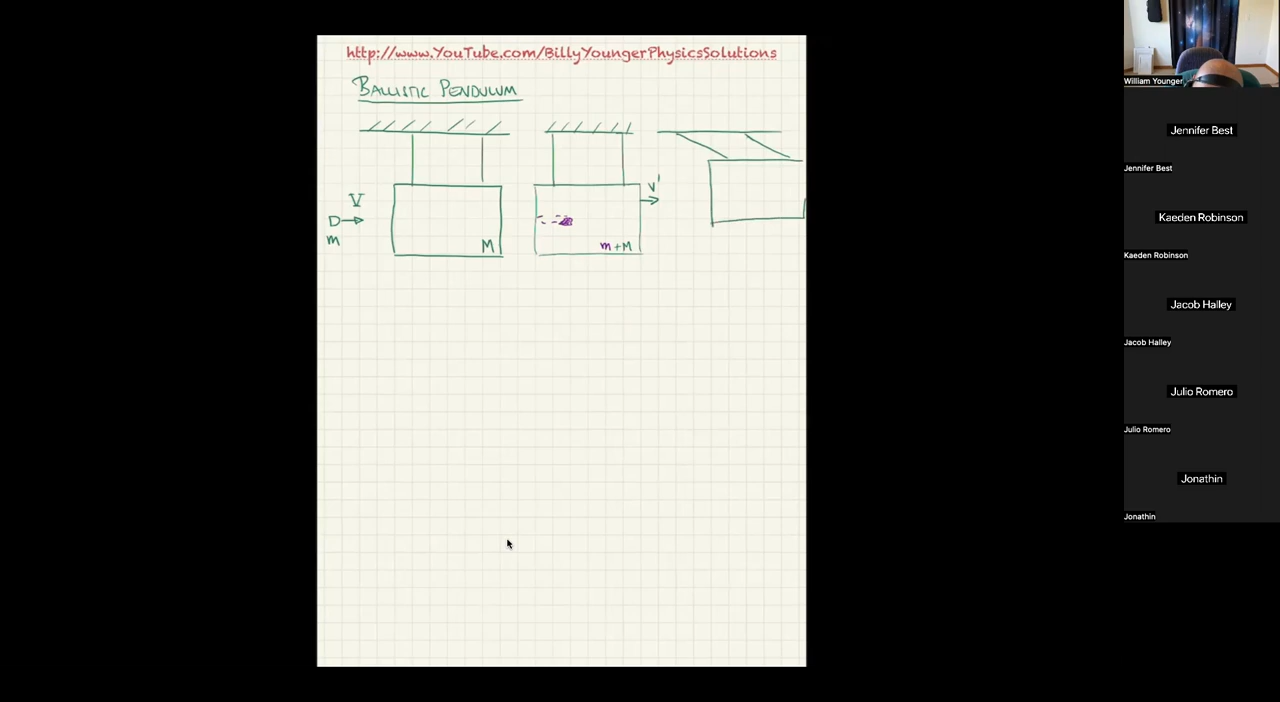 http://www.YouTube.com/BillyYoungerPhysicsSolutions
BALLISTIC PENDULUM
V
m
M
v'
m+M
William Younger
Jennifer Best
Jennifer Best
Kaeden Robinson
Kaeden Robinson
Jacob Halley
Jacob Halley
Julio Romero
Julio Romero
Jonathin
Jonathin